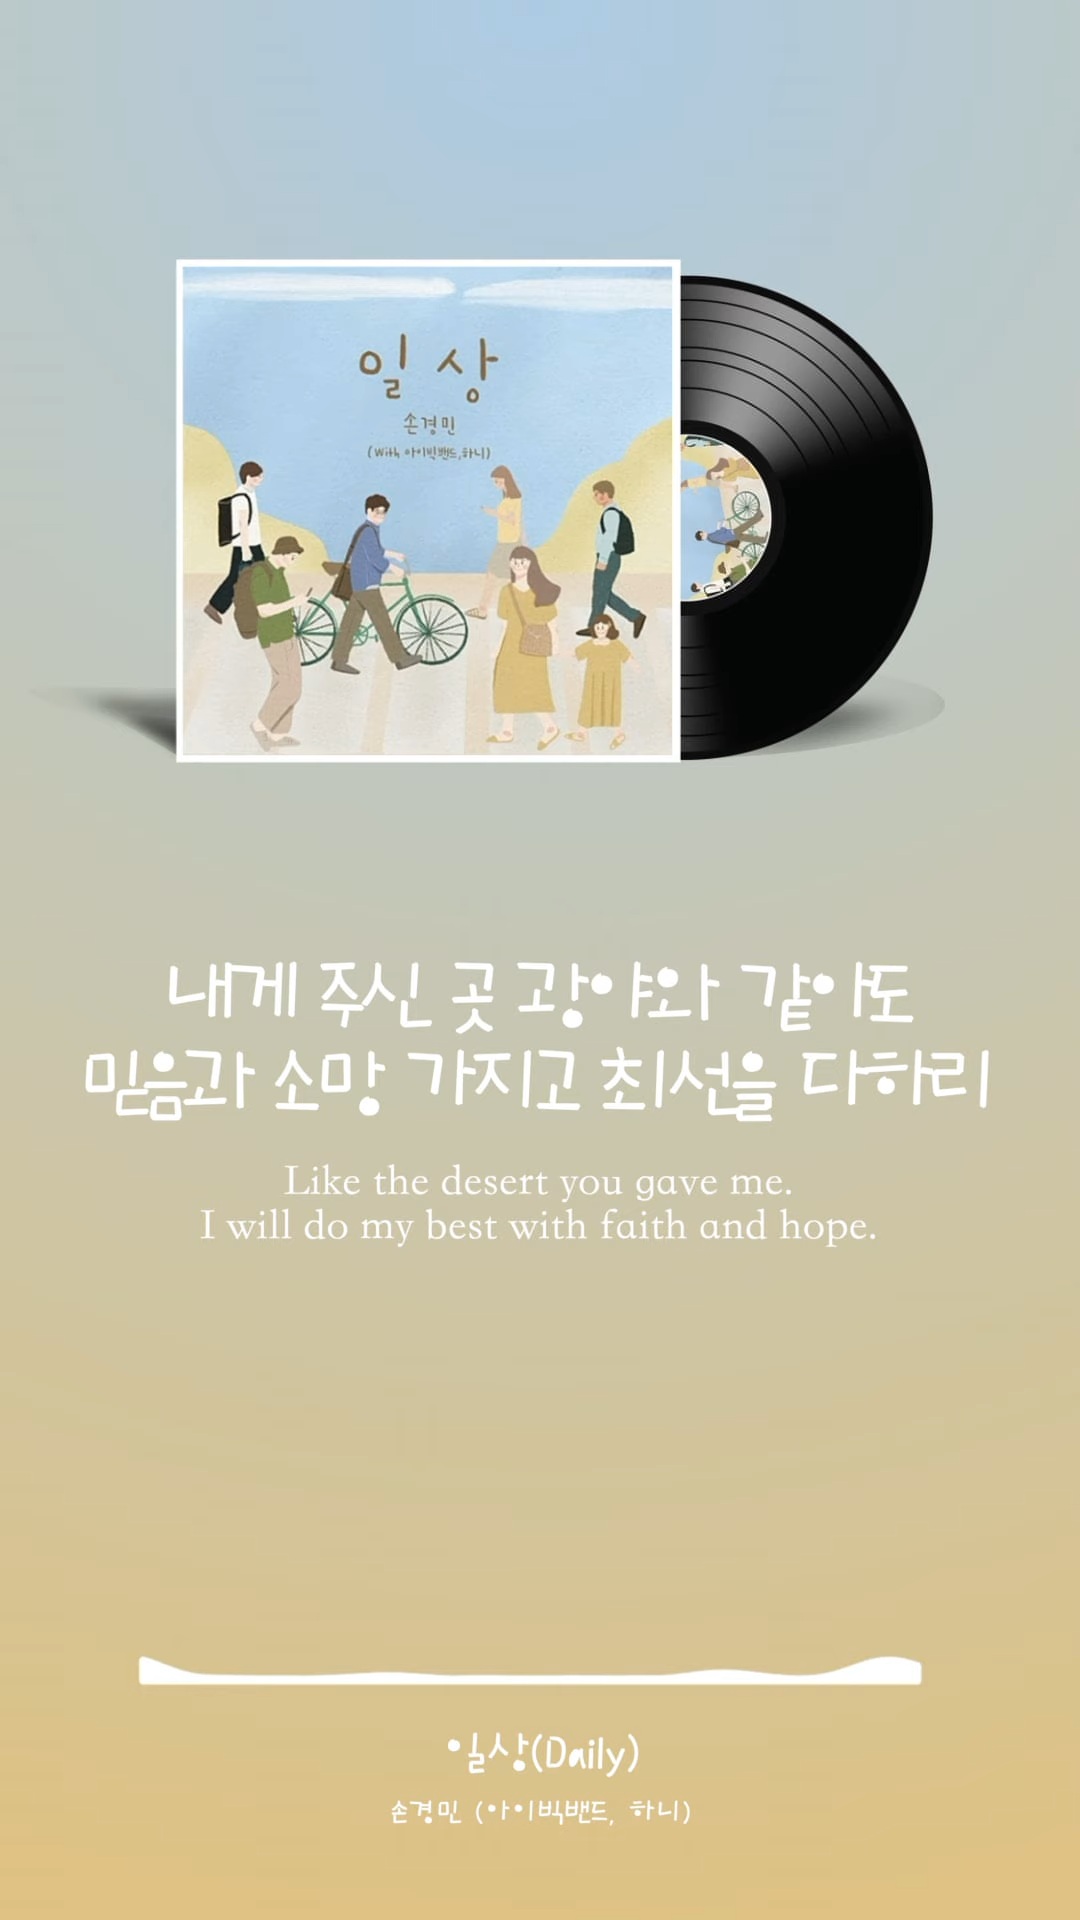 일상
손경민
(With 아이빅밴드,하니)
내게 주신 곳 광야와 같아도
믿음과 소망 가지고 최선을 다하리
Like the desert you gave me.
I will do my best with faith and hope.
일상(Daily)
손경민 (아이빅밴드, 하니)